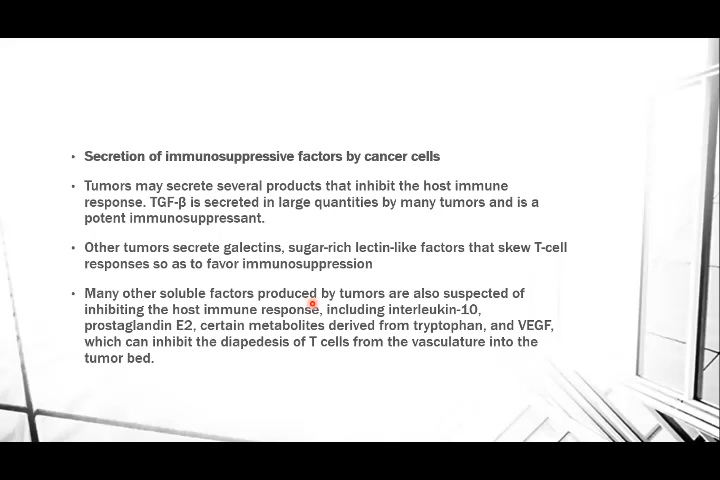 • Secretion of immunosuppressive factors by cancer cells
• Tumors may secrete several products that inhibit the host immune
response. TGF-β is secreted in large quantities by many tumors and is a
potent immunosuppressant.
• Other tumors secrete galectins, sugar-rich lectin-like factors that skew T-cell
responses so as to favor immunosuppression
• Many other soluble factors produced by tumors are also suspected of
inhibiting the host immune response, including interleukin-10,
prostaglandin E2, certain metabolites derived from tryptophan, and VEGF,
which can inhibit the diapedesis of T cells from the vasculature into the
tumor bed.